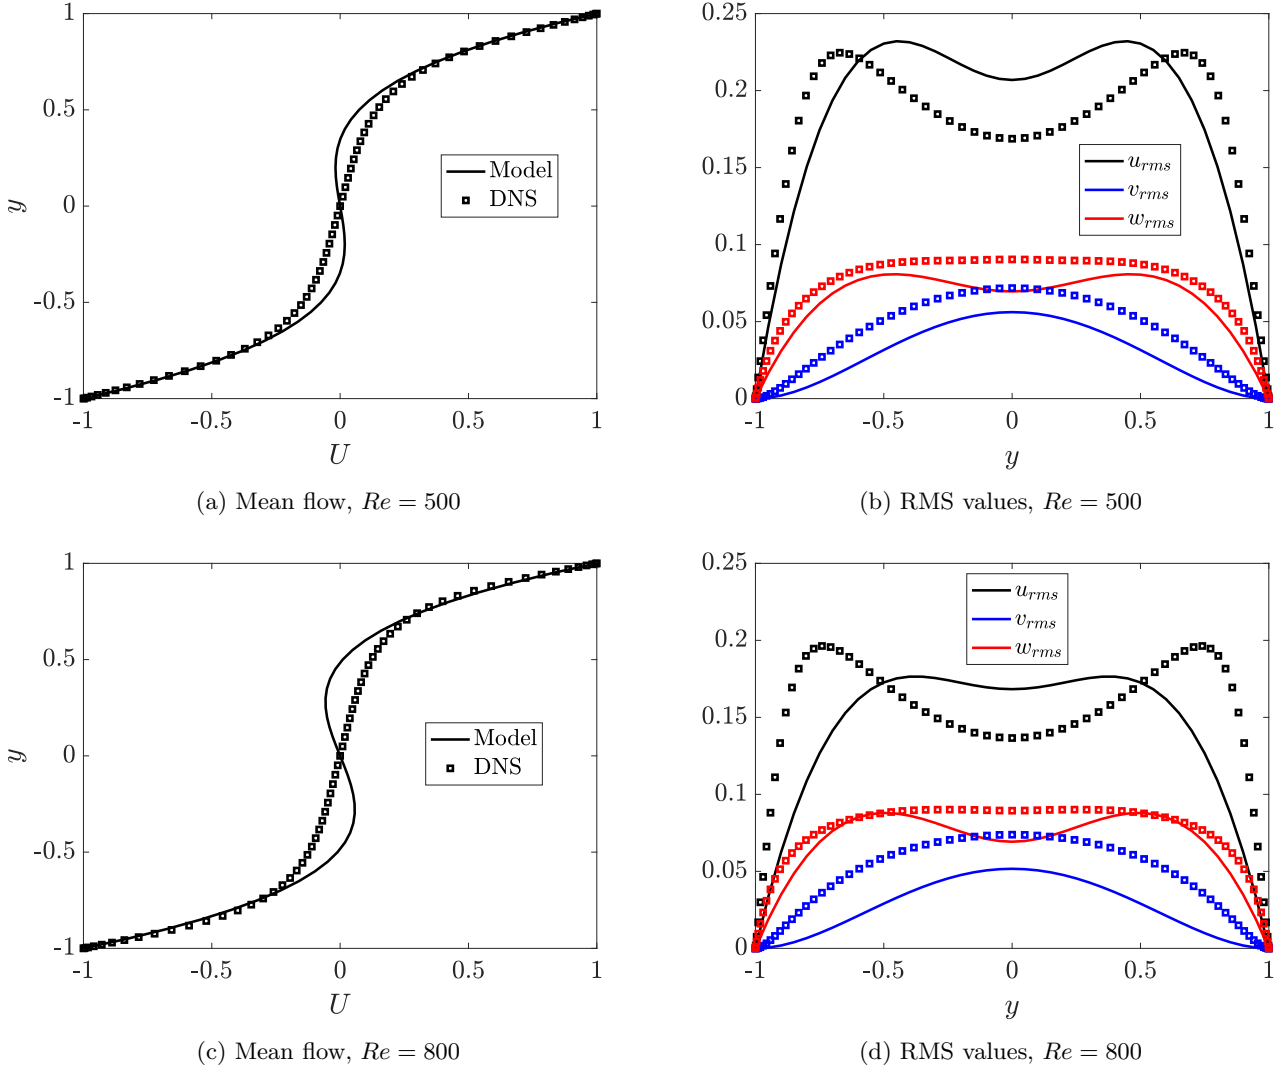 1
0.5
0
-0.5
-1
y
-1
-0.5
0
0.5
1
U
Model
DNS
(a) Mean flow, Re = 500
0.25
0.2
0.15
0.1
0.05
0
-1
-0.5
0
0.5
1
y
u_rms
v_rms
w_rms
(b) RMS values, Re = 500
1
0.5
0
-0.5
-1
y
-1
-0.5
0
0.5
1
U
Model
DNS
(c) Mean flow, Re = 800
0.25
0.2
0.15
0.1
0.05
0
-1
-0.5
0
0.5
1
y
u_rms
v_rms
w_rms
(d) RMS values, Re = 800